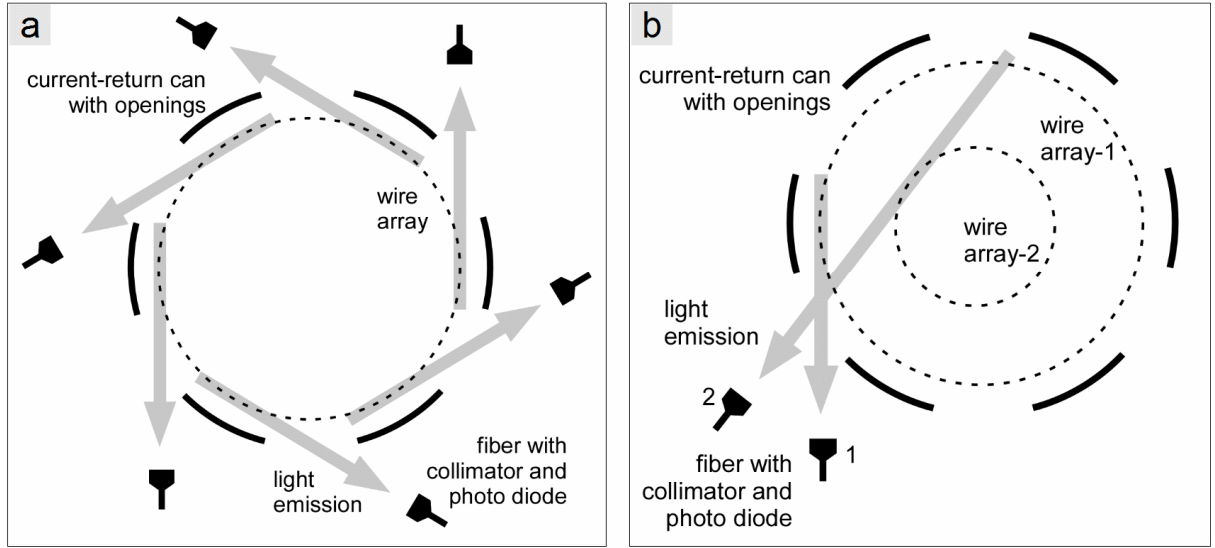 a
current-return can
with openings
wire
array
light
emission
fiber with
collimator and
photo diode
b
current-return can
with openings
wire
array-1
wire
array-2
light
emission
2
1
fiber with
collimator and
photo diode